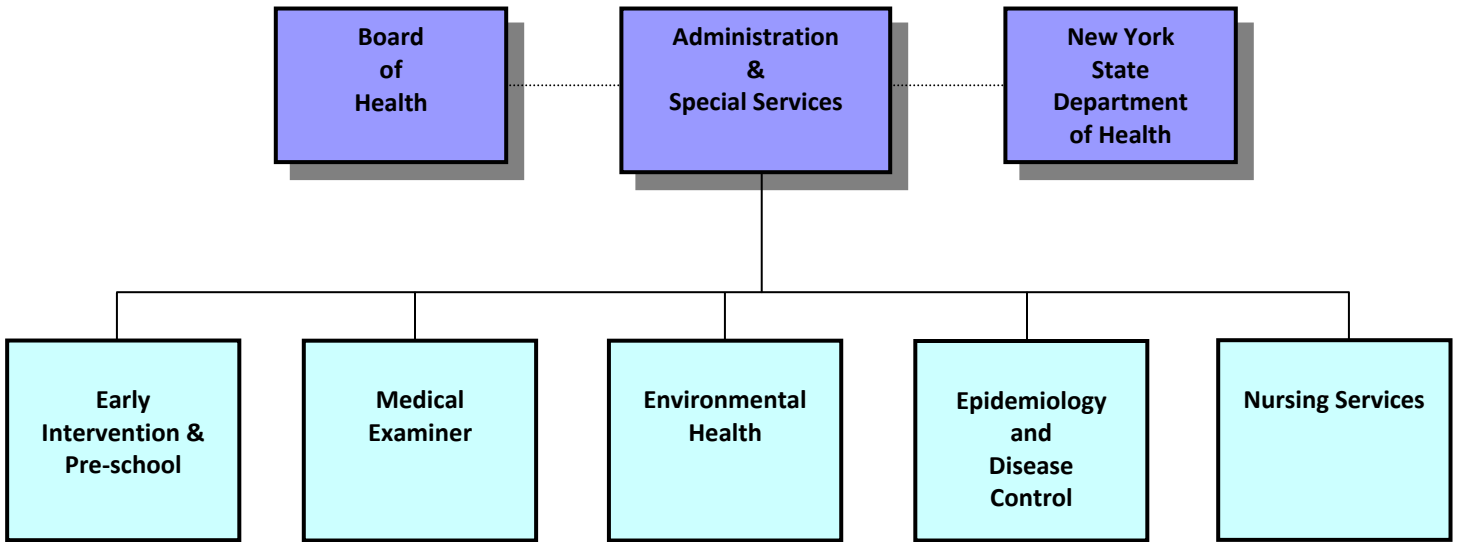 Board
of
Health
Administration
&
Special Services
New York
State
Department
of Health
Early
Intervention &
Pre-school
Medical
Examiner
Environmental
Health
Epidemiology
and
Disease
Control
Nursing Services